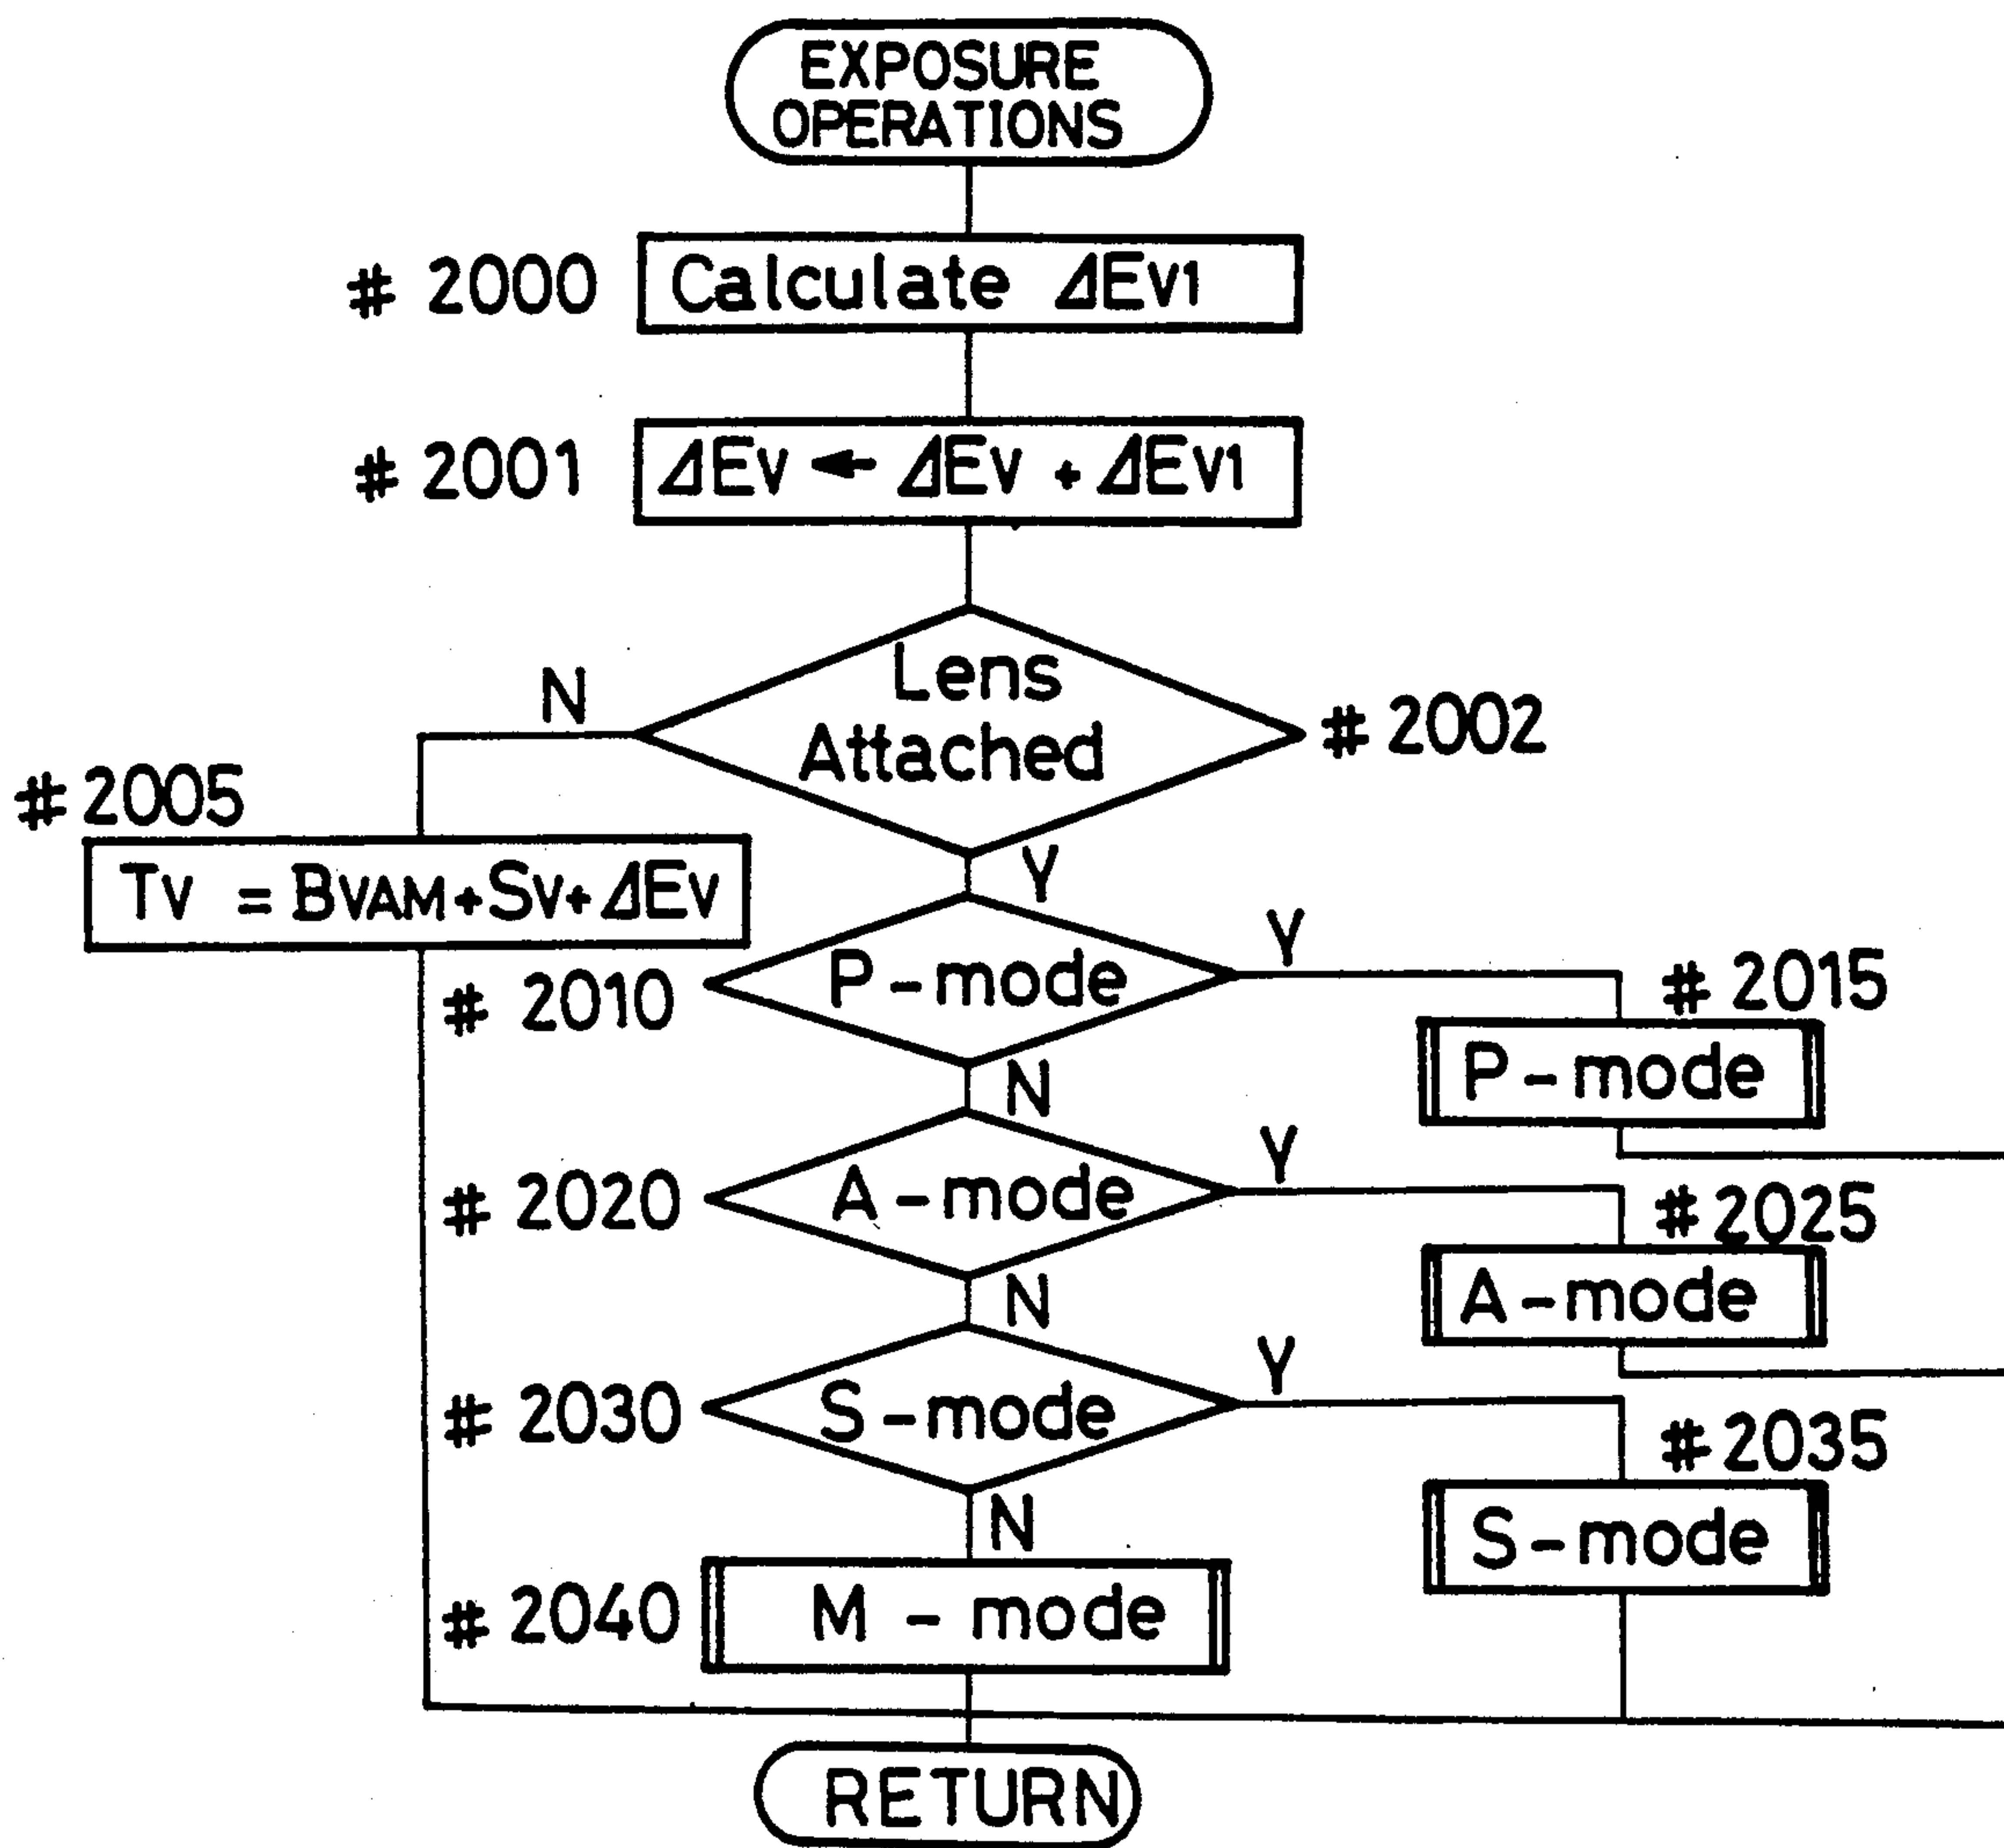 EXPOSURE
OPERATIONS
# 2000 Calculate ΔEv1
# 2001 ΔEv ← ΔEv + ΔEv1
Lens
Attached
N
# 2002
# 2005
Tv = BVAM+Sv+ΔEv
Y
# 2010 P-mode
Y
# 2015
P-mode
N
# 2020 A-mode
Y
# 2025
A-mode
N
# 2030 S-mode
Y
# 2035
S-mode
N
# 2040 M - mode
RETURN